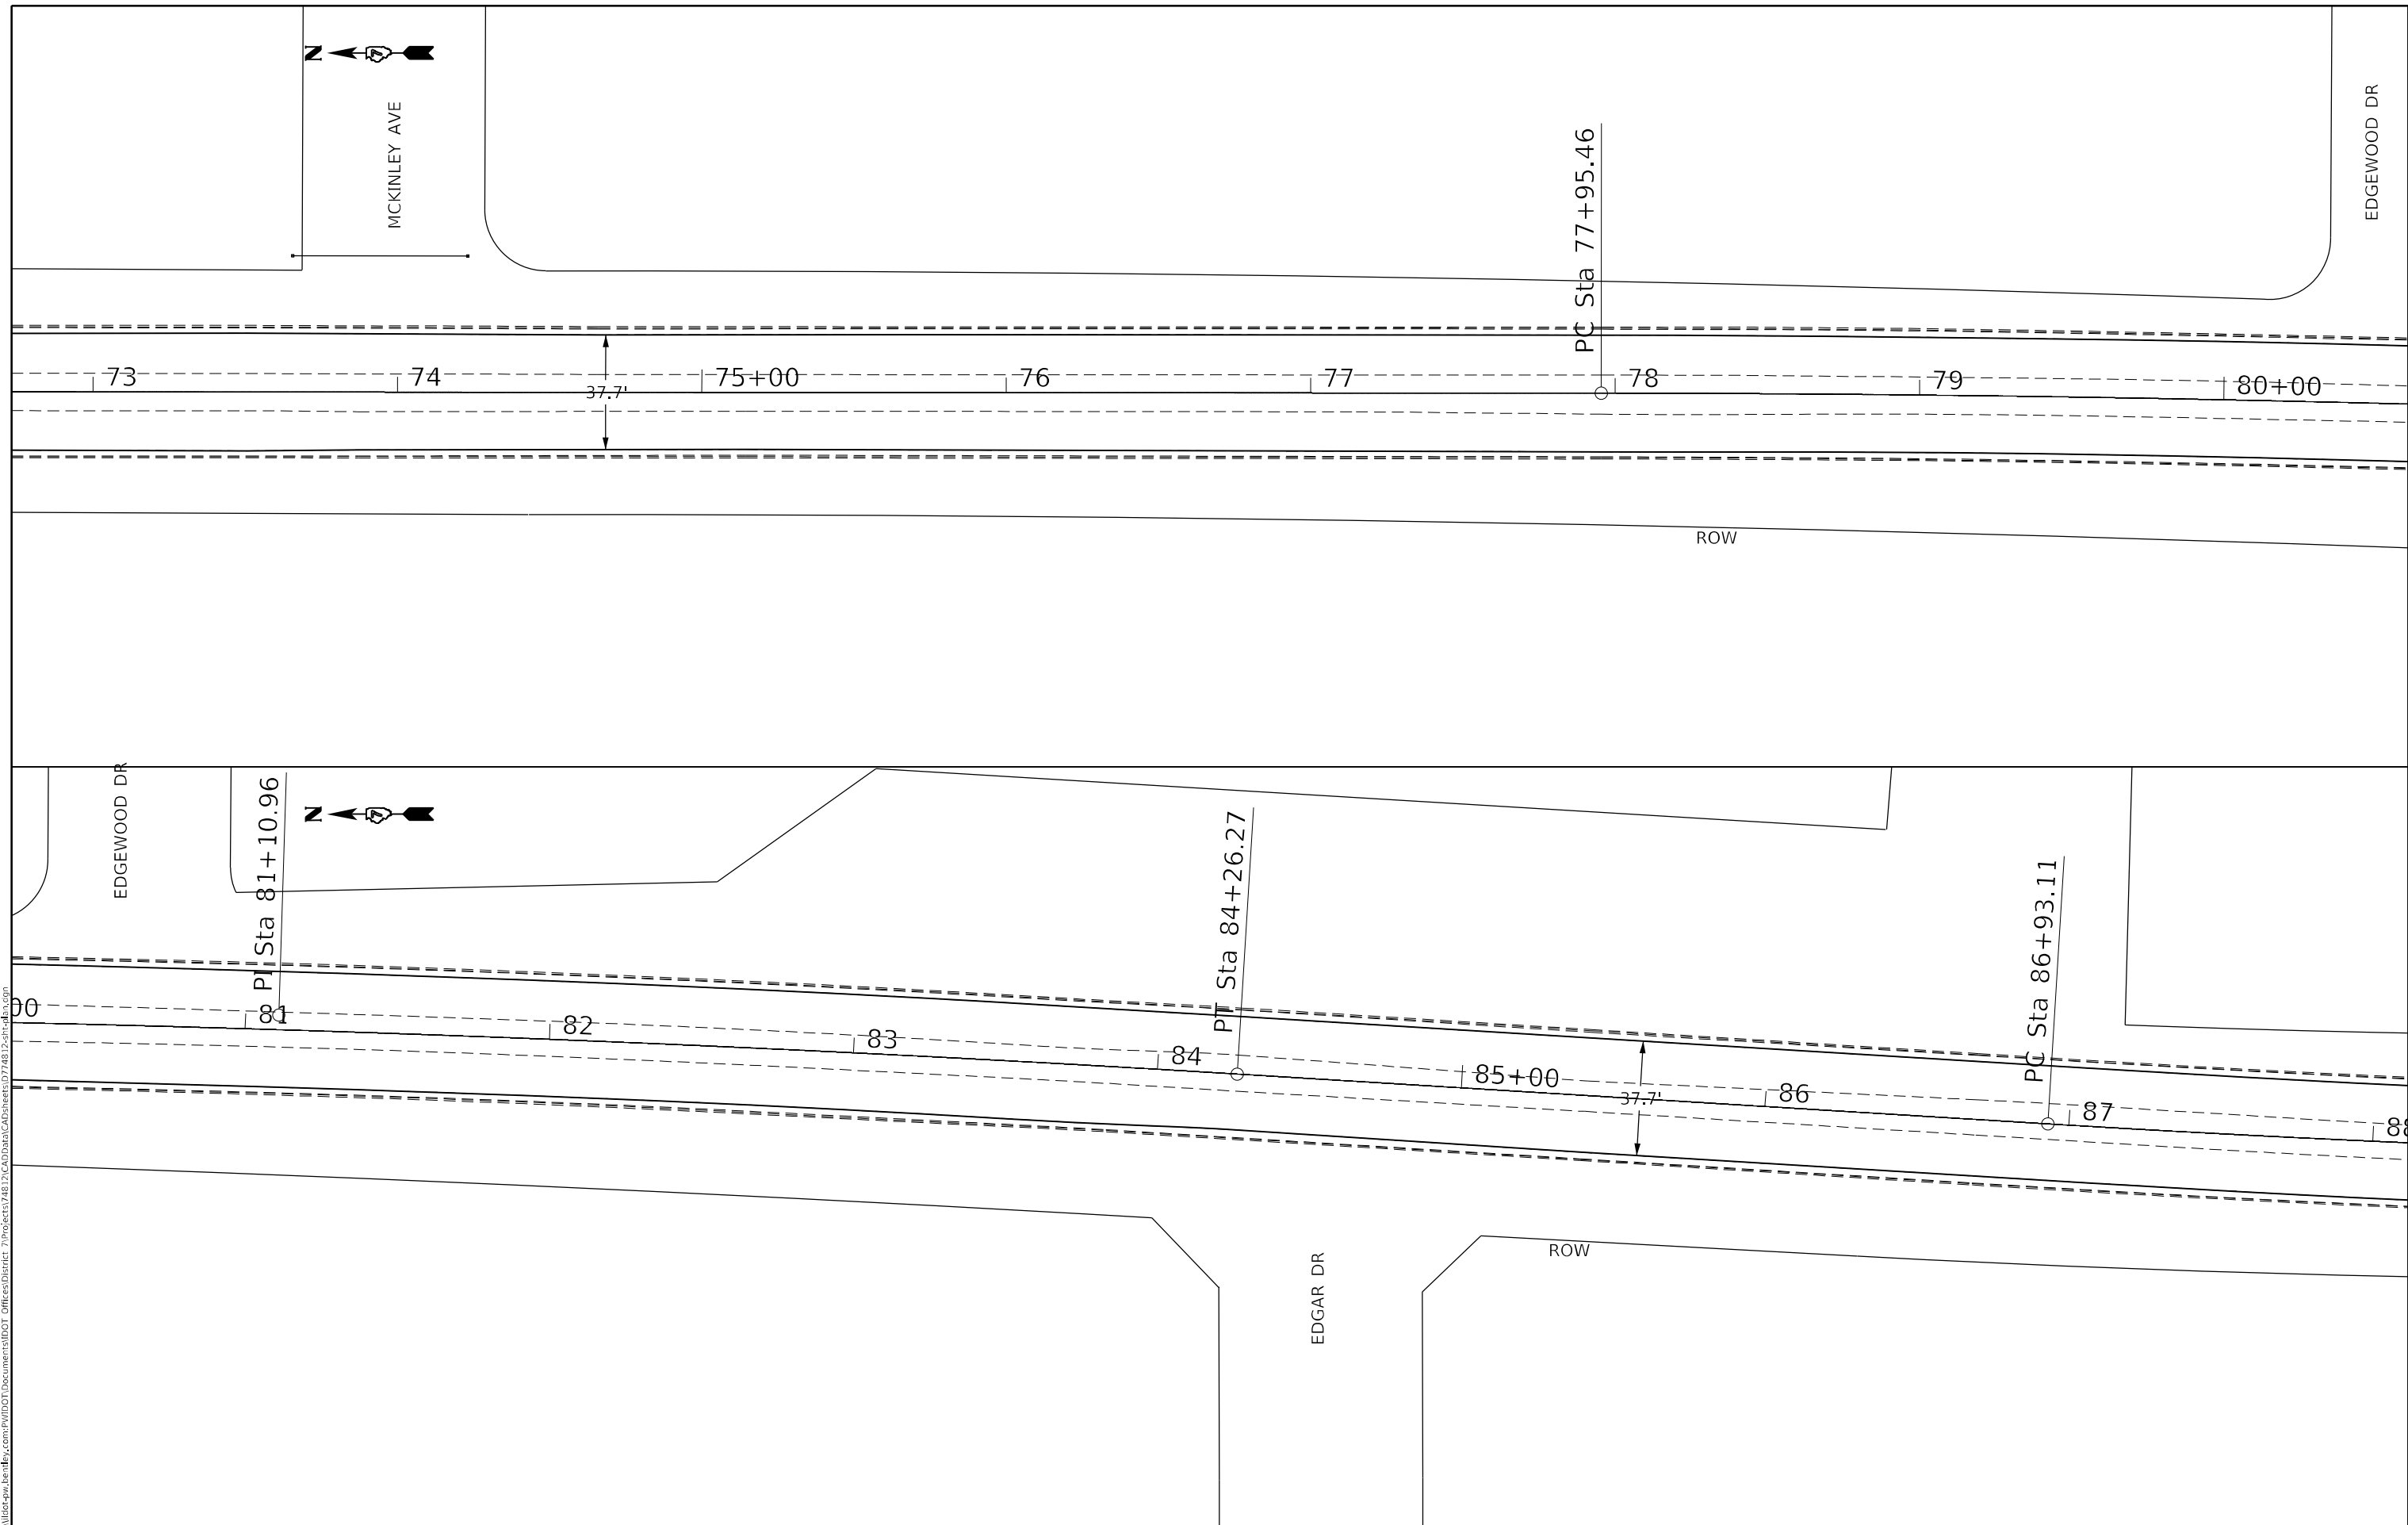 N
MCKINLEY AVE
EDGEWOOD DR
PC Sta 77+95.46
73
74
75+00
76
77
78
79
80+00
37.7'
ROW
EDGEWOOD DR
N
PI Sta 81+10.96
PT Sta 84+26.27
PC Sta 86+93.11
00
81
82
83
84
85+00
86
87
88
37.7'
EDGAR DR
ROW